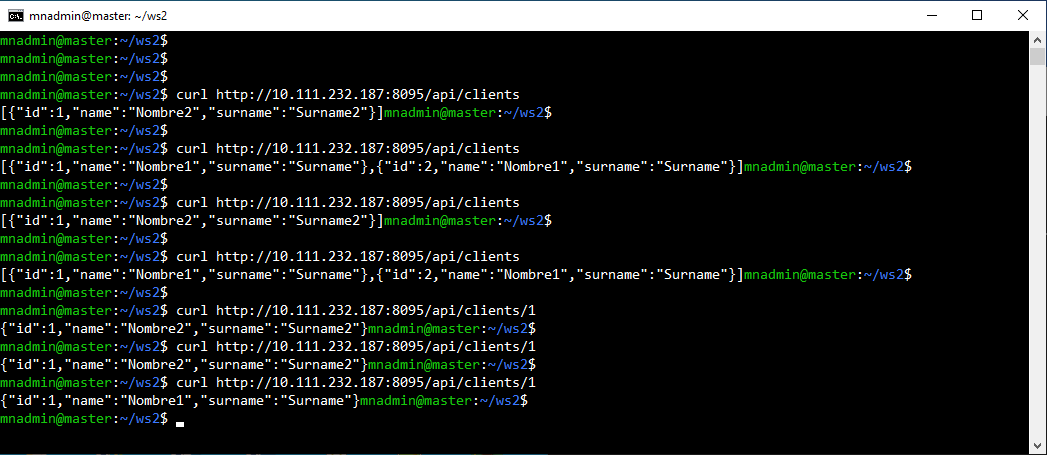 mnadmin@master: ~/ws2
mnadmin@master:~/ws2$
mnadmin@master:~/ws2$
mnadmin@master:~/ws2$
mnadmin@master:~/ws2$ curl http://10.111.232.187:8095/api/clients
[{"id":1,"name":"Nombre2","surname":"Surname2"}]mnadmin@master:~/ws2$
mnadmin@master:~/ws2$
mnadmin@master:~/ws2$ curl http://10.111.232.187:8095/api/clients
[{"id":1,"name":"Nombre1","surname":"Surname"},{"id":2,"name":"Nombre1","surname":"Surname"}]mnadmin@master:~/ws2$
mnadmin@master:~/ws2$
mnadmin@master:~/ws2$ curl http://10.111.232.187:8095/api/clients
[{"id":1,"name":"Nombre2","surname":"Surname2"}]mnadmin@master:~/ws2$
mnadmin@master:~/ws2$
mnadmin@master:~/ws2$ curl http://10.111.232.187:8095/api/clients
[{"id":1,"name":"Nombre1","surname":"Surname"},{"id":2,"name":"Nombre1","surname":"Surname"}]mnadmin@master:~/ws2$
mnadmin@master:~/ws2$
mnadmin@master:~/ws2$ curl http://10.111.232.187:8095/api/clients/1
{"id":1,"name":"Nombre2","surname":"Surname2"}mnadmin@master:~/ws2$
mnadmin@master:~/ws2$ curl http://10.111.232.187:8095/api/clients/1
{"id":1,"name":"Nombre2","surname":"Surname2"}mnadmin@master:~/ws2$
mnadmin@master:~/ws2$ curl http://10.111.232.187:8095/api/clients/1
{"id":1,"name":"Nombre1","surname":"Surname"}mnadmin@master:~/ws2$
mnadmin@master:~/ws2$